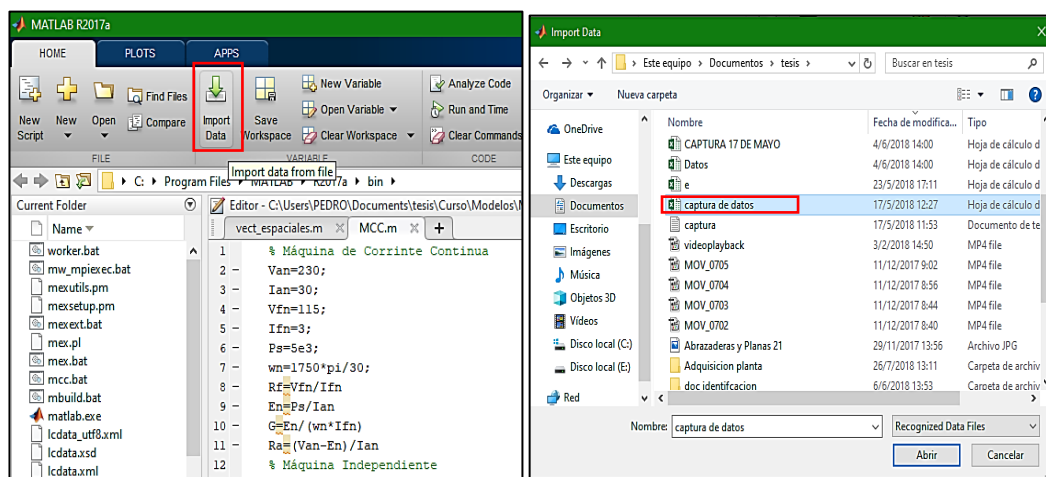 MATLAB R2017a
HOME PLOTS APPS
New Script
New
Open
Find Files
Compare
Import Data
Save Workspace
New Variable
Open Variable
Clear Workspace
Analyze Code
Run and Time
Clear Commands
FILE VARIABLE CODE
Import data from file
C: Program Files MATLAB R2017a bin
Current Folder
Name
worker.bat
mw_mpiexec.bat
mexutils.pm
mexsetup.pm
mexext.bat
mex.pl
mex.bat
mcc.bat
mbuild.bat
matlab.exe
lcdata_utf8.xml
lcdata.xsd
lcdata.xml
Editor - C:\Users\PEDRO\Documents\tesis\Curso\Modelos\
vect_espaciales.m MCC.m
1 % Máquina de Corrinte Continua
2 - Van=230;
3 - Ian=30;
4 - Vfn=115;
5 - Ifn=3;
6 - Ps=5e3;
7 - wn=1750*pi/30;
8 - Rf=Vfn/Ifn
9 - En=Ps/Ian
10 - G=En/(wn*Ifn)
11 - Ra=(Van-En)/Ian
12 % Máquina Independiente
Import Data
Este equipo > Documentos > tesis >
Buscar en tesis
Organizar Nueva carpeta
OneDrive
Este equipo
Descargas
Documentos
Escritorio
Imágenes
Música
Objetos 3D
Vídeos
Disco local (C:)
Disco local (E:)
Red
Nombre Fecha de modifica... Tipo
CAPTURA 17 DE MAYO 4/6/2018 14:00 Hoja de cálculo d
Datos 4/6/2018 14:00 Hoja de cálculo d
e 23/5/2018 17:11 Hoja de cálculo d
captura de datos 17/5/2018 12:27 Hoja de cálculo d
captura 17/5/2018 11:53 Documento de te
videoplayback 3/2/2018 14:50 MP4 file
MOV_0705 11/12/2017 9:02 MP4 file
MOV_0704 11/12/2017 8:56 MP4 file
MOV_0703 11/12/2017 8:44 MP4 file
MOV_0702 11/12/2017 8:40 MP4 file
Abrazaderas y Planas 21 29/11/2017 13:56 Archivo JPG
Adquisicion planta 26/7/2018 13:11 Carpeta de archiv
doc identifcacion 6/6/2018 13:53 Carpeta de archiv
Nombre: captura de datos
Recognized Data Files
Abrir Cancelar